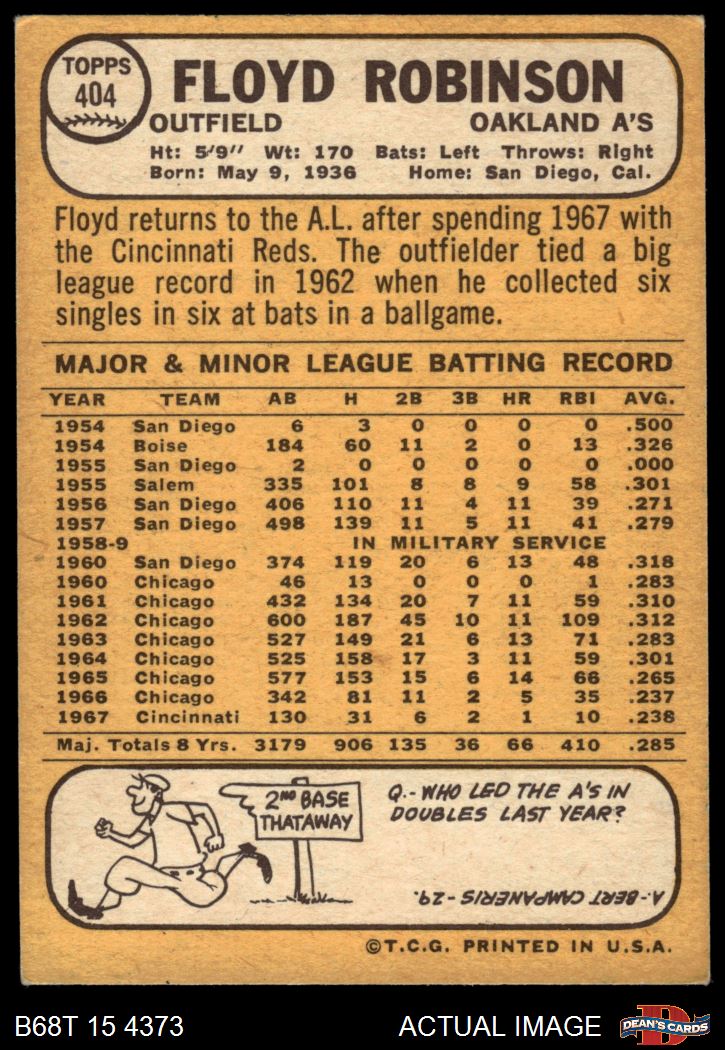 TOPPS
404
FLOYD ROBINSON
OUTFIELD OAKLAND A'S
Ht: 5'9" Wt: 170 Bats: Left Throws: Right
Born: May 9, 1936 Home: San Diego, Cal.
Floyd returns to the A.L. after spending 1967 with
the Cincinnati Reds. The outfielder tied a big
league record in 1962 when he collected six
singles in six at bats in a ballgame.
MAJOR & MINOR LEAGUE BATTING RECORD
YEAR TEAM AB H 2B 3B HR RBI AVG.
1954 San Diego 6 3 0 0 0 0 .500
1954 Boise 184 60 11 2 0 13 .326
1955 San Diego 2 0 0 0 0 0 .000
1955 Salem 335 101 8 8 9 58 .301
1956 San Diego 406 110 11 4 11 39 .271
1957 San Diego 498 139 11 5 11 41 .279
1958-9 IN MILITARY SERVICE
1960 San Diego 374 119 20 6 13 48 .318
1960 Chicago 46 13 0 0 0 1 .283
1961 Chicago 432 134 20 7 11 59 .310
1962 Chicago 600 187 45 10 11 109 .312
1963 Chicago 527 149 21 6 13 71 .283
1964 Chicago 525 158 17 3 11 59 .301
1965 Chicago 577 153 15 6 14 66 .265
1966 Chicago 342 81 11 2 5 35 .237
1967 Cincinnati 130 31 6 2 1 10 .238
Maj. Totals 8 Yrs. 3179 906 135 36 66 410 .285
2ND BASE
THATAWAY
Q.- WHO LED THE A'S IN
DOUBLES LAST YEAR?
A.- BERT CAMPANERIS - 29.
©T.C.G. PRINTED IN U.S.A.
B68T 15 4373 ACTUAL IMAGE
D
DEAN'S CARDS